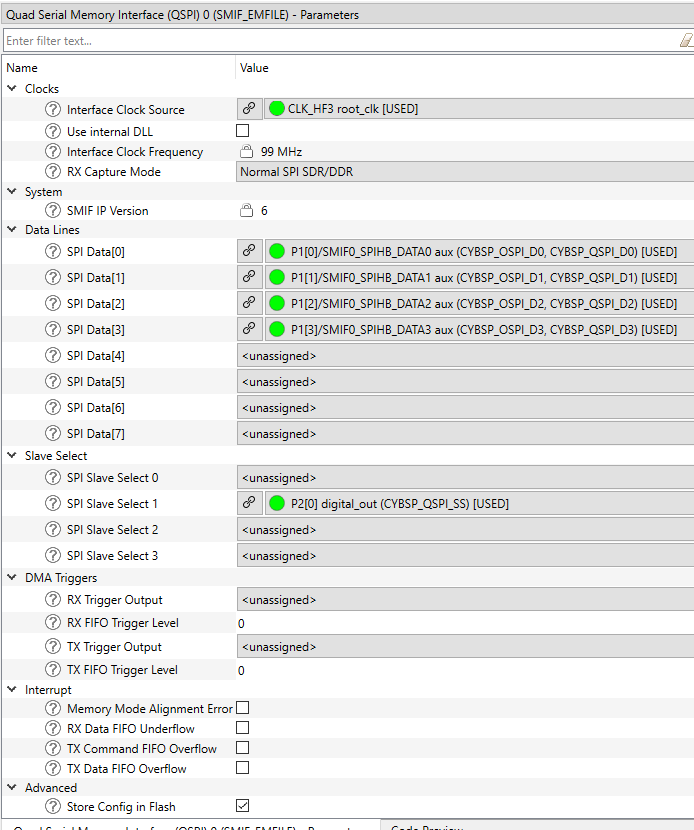 Quad Serial Memory Interface (QSPI) 0 (SMIF_EMFILE) - Parameters
Enter filter text...
Name Value
Clocks
Interface Clock Source CLK_HF3 root_clk [USED]
Use internal DLL
Interface Clock Frequency 99 MHz
RX Capture Mode Normal SPI SDR/DDR
System
SMIF IP Version 6
Data Lines
SPI Data[0] P1[0]/SMIF0_SPIHB_DATA0 aux (CYBSP_OSPI_D0, CYBSP_QSPI_D0) [USED]
SPI Data[1] P1[1]/SMIF0_SPIHB_DATA1 aux (CYBSP_OSPI_D1, CYBSP_QSPI_D1) [USED]
SPI Data[2] P1[2]/SMIF0_SPIHB_DATA2 aux (CYBSP_OSPI_D2, CYBSP_QSPI_D2) [USED]
SPI Data[3] P1[3]/SMIF0_SPIHB_DATA3 aux (CYBSP_OSPI_D3, CYBSP_QSPI_D3) [USED]
SPI Data[4] <unassigned>
SPI Data[5] <unassigned>
SPI Data[6] <unassigned>
SPI Data[7] <unassigned>
Slave Select
SPI Slave Select 0 <unassigned>
SPI Slave Select 1 P2[0] digital_out (CYBSP_QSPI_SS) [USED]
SPI Slave Select 2 <unassigned>
SPI Slave Select 3 <unassigned>
DMA Triggers
RX Trigger Output <unassigned>
RX FIFO Trigger Level 0
TX Trigger Output <unassigned>
TX FIFO Trigger Level 0
Interrupt
Memory Mode Alignment Error
RX Data FIFO Underflow
TX Command FIFO Overflow
TX Data FIFO Overflow
Advanced
Store Config in Flash
Quad Serial Memory Interface (QSPI) 0 (SMIF_EMFILE) - Parameters Code Preview